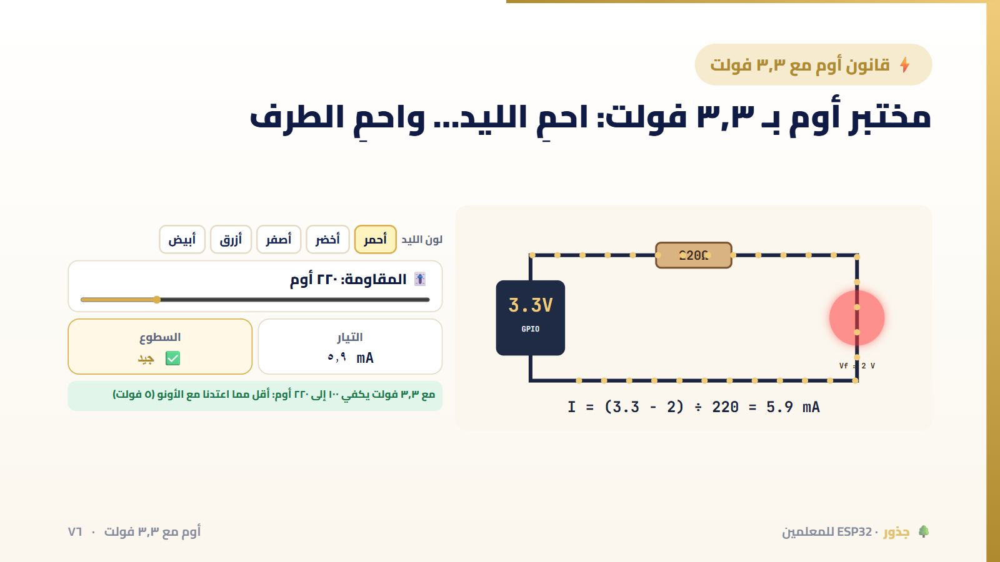 ⚡ قانون أوم مع ٣,٣ فولت
مختبر أوم بـ ٣,٣ فولت: احمِ الليد... واحمِ الطرف
220Ω
3.3V
GPIO
Vf ≈ 2 V
I = (3.3 - 2) ÷ 220 = 5.9 mA
لون الليد أحمر أخضر أصفر أزرق أبيض
المقاومة: ٢٢٠ أوم
التيار
٥,٩ mA
السطوع
✅ جيد
مع ٣,٣ فولت يكفي ١٠٠ إلى ٢٢٠ أوم: أقل مما اعتدنا مع الأونو (٥ فولت)
🌳 جذور · ESP32 للمعلمين
أوم مع ٣,٣ فولت · ٧٦